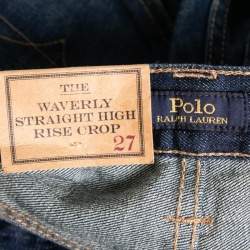 THE
WAVERLY
STRAIGHT HIGH
RISE CROP
27
Polo
RALPH LAUREN